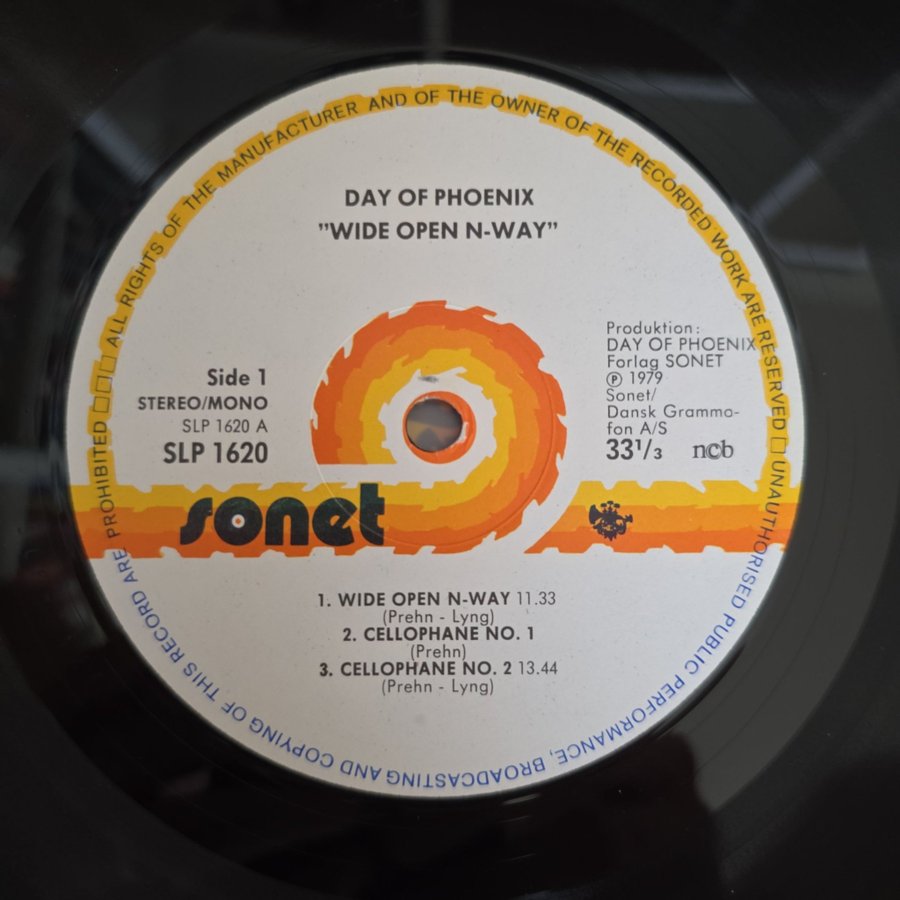 DAY OF PHOENIX
”WIDE OPEN N-WAY”
Side 1
STEREO/MONO
SLP 1620 A
SLP 1620
Produktion:
DAY OF PHOENIX
Forlag SONET
Ⓟ 1979
Sonet/
Dansk Grammo-
fon A/S
33 1/3 ncb
sonet
1. WIDE OPEN N-WAY 11.33
(Prehn - Lyng)
2. CELLOPHANE NO. 1
(Prehn)
3. CELLOPHANE NO. 2 13.44
(Prehn - Lyng)
ALL RIGHTS OF THE MANUFACTURER AND OF THE OWNER OF THE RECORDED WORK ARE RESERVED □ UNAUTHORISED PUBLIC PERFORMANCE, BROADCASTING AND COPYING OF THIS RECORD ARE PROHIBITED □□□